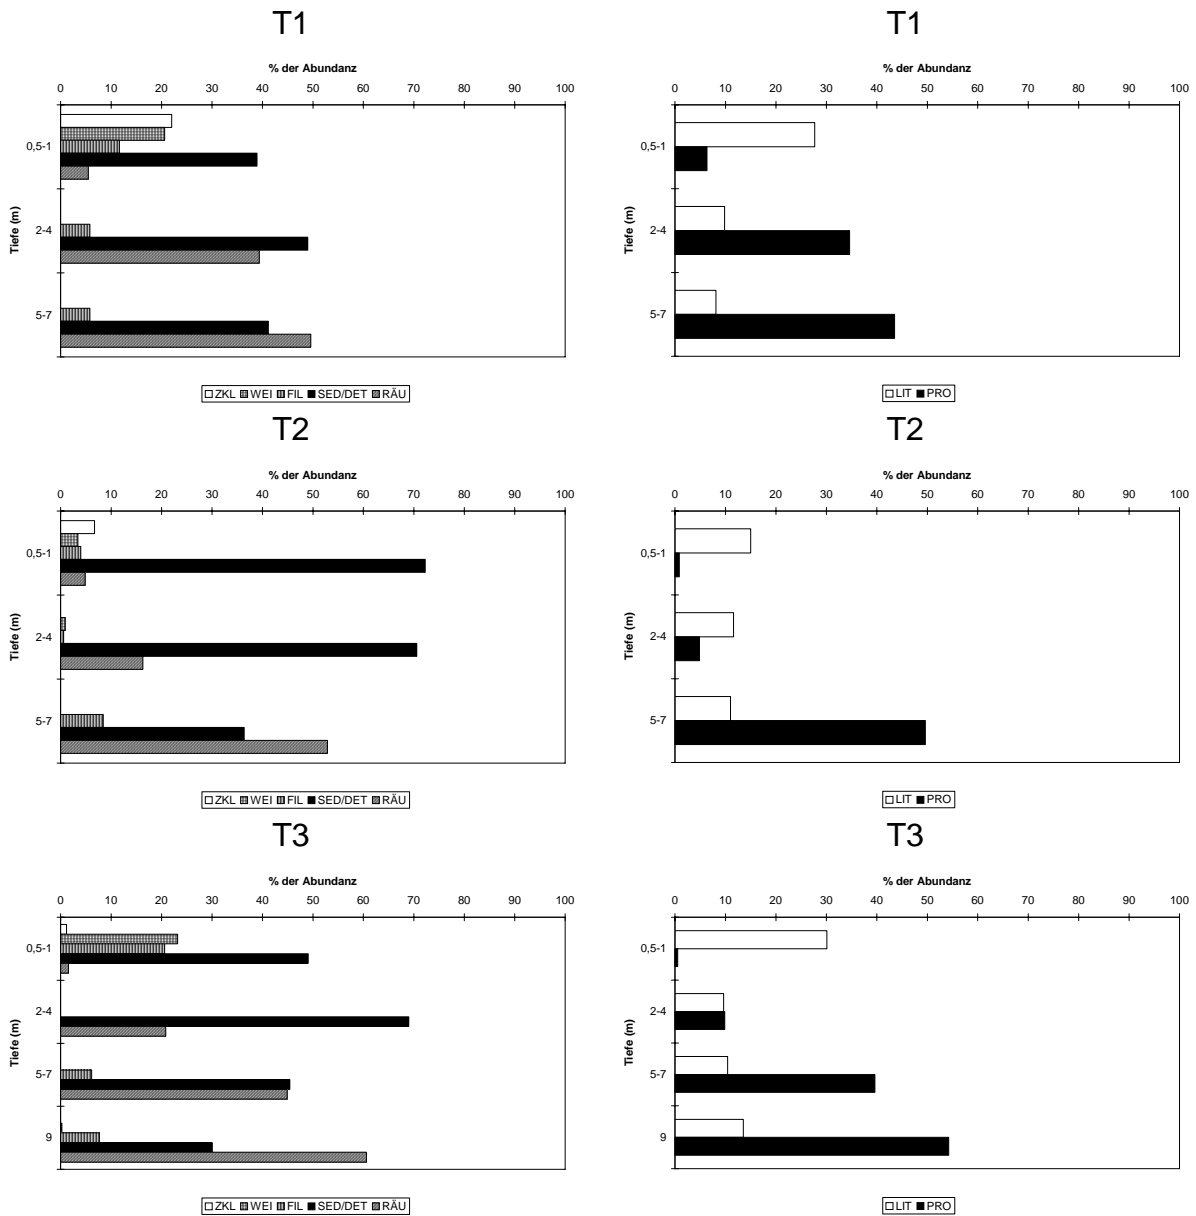 T1
% der Abundanz
0 10 20 30 40 50 60 70 80 90 100
Tiefe (m)
0,5-1
2-4
5-7
ZKL WEI FIL SED/DET RÄU
T1
% der Abundanz
0 10 20 30 40 50 60 70 80 90 100
Tiefe (m)
0,5-1
2-4
5-7
LIT PRO
T2
% der Abundanz
0 10 20 30 40 50 60 70 80 90 100
Tiefe (m)
0,5-1
2-4
5-7
ZKL WEI FIL SED/DET RÄU
T2
% der Abundanz
0 10 20 30 40 50 60 70 80 90 100
Tiefe (m)
0,5-1
2-4
5-7
LIT PRO
T3
% der Abundanz
0 10 20 30 40 50 60 70 80 90 100
Tiefe (m)
0,5-1
2-4
5-7
9
ZKL WEI FIL SED/DET RÄU
T3
% der Abundanz
0 10 20 30 40 50 60 70 80 90 100
Tiefe (m)
0,5-1
2-4
5-7
9
LIT PRO